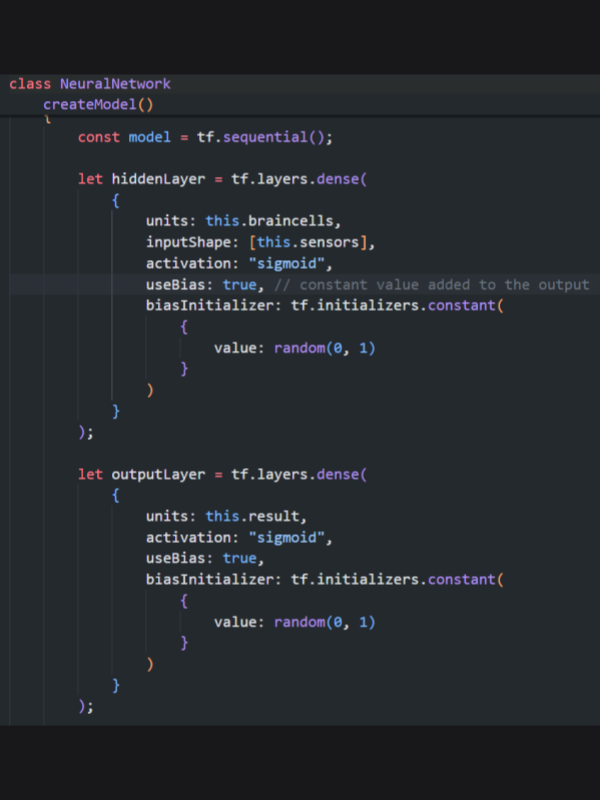 class NeuralNetwork
createModel()
{
const model = tf.sequential();
let hiddenLayer = tf.layers.dense(
{
units: this.braincells,
inputShape: [this.sensors],
activation: "sigmoid",
useBias: true, // constant value added to the output
biasInitializer: tf.initializers.constant(
{
value: random(0, 1)
}
)
}
);
let outputLayer = tf.layers.dense(
{
units: this.result,
activation: "sigmoid",
useBias: true,
biasInitializer: tf.initializers.constant(
{
value: random(0, 1)
}
)
}
);